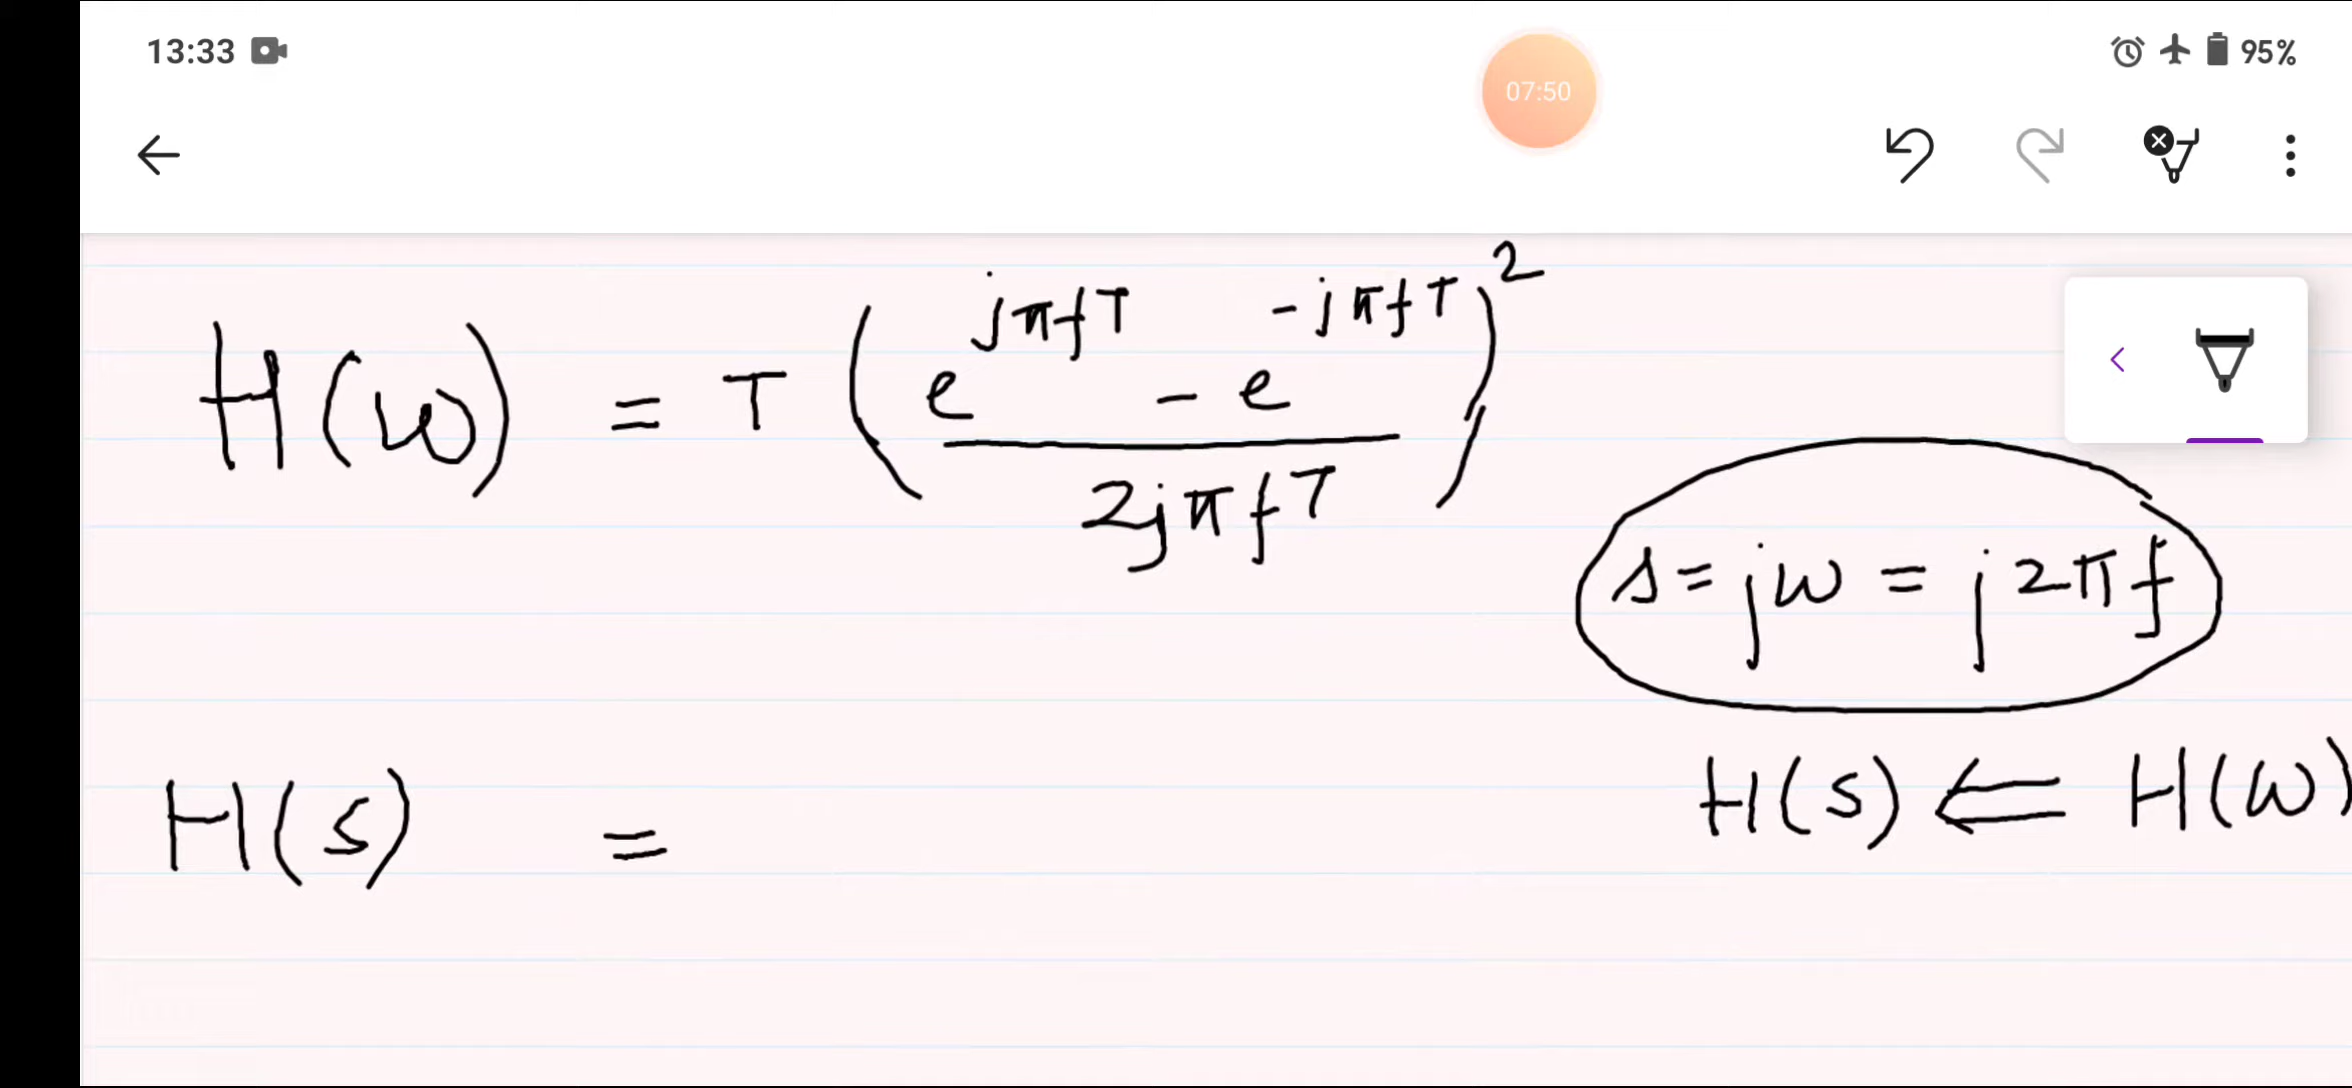 13:33
07:50
95%
H(ω) = T ( (e^{jπfT} - e^{-jπfT}) / (2jπfT) )^2
s = jω = j2πf
H(s) ⇐ H(ω)
H(s) =